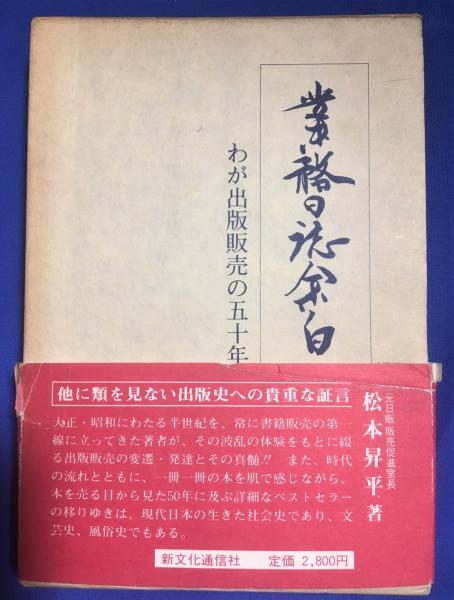 業務日誌余白
わが出版販売の五十年
元日販販売促進室長
松本昇平著
他に類を見ない出版史への貴重な証言
大正・昭和にわたる半世紀を、常に書籍販売の第一
線に立ってきた著者が、その波乱の体験をもとに綴
る出版販売の変遷・発達とその真髄!! また、時代
の流れとともに、一冊一冊の本を肌で感じながら、
本を売る目から見た50年に及ぶ詳細なベストセラー
の移りゆきは、現代日本の生きた社会史であり、文
芸史、風俗史でもある。
新文化通信社 定価 2,800円